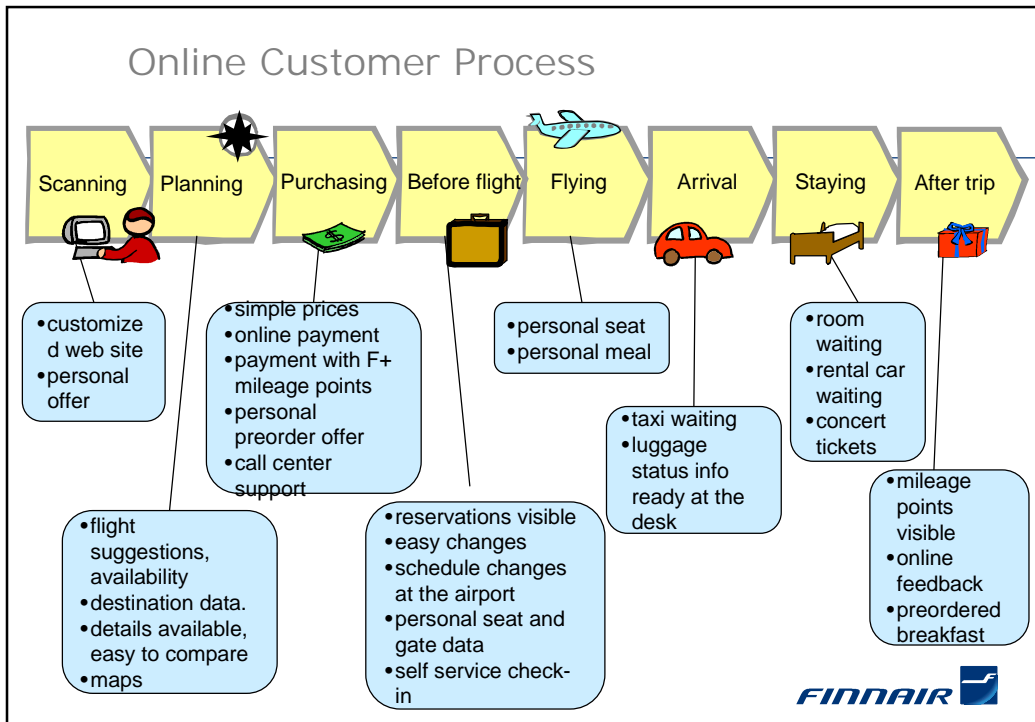 Online Customer Process
Scanning
Planning
Purchasing
Before flight
Flying
Arrival
Staying
After trip
$
•customize
d web site
•personal
offer
•flight
suggestions,
availability
•destination data.
•details available,
easy to compare
•maps
•simple prices
•online payment
•payment with F+
mileage points
•personal
preorder offer
•call center
support
•reservations visible
•easy changes
•schedule changes
at the airport
•personal seat and
gate data
•self service check-
in
•personal seat
•personal meal
•taxi waiting
•luggage
status info
ready at the
desk
•room
waiting
•rental car
waiting
•concert
tickets
•mileage
points
visible
•online
feedback
•preordered
breakfast
FINNAIR